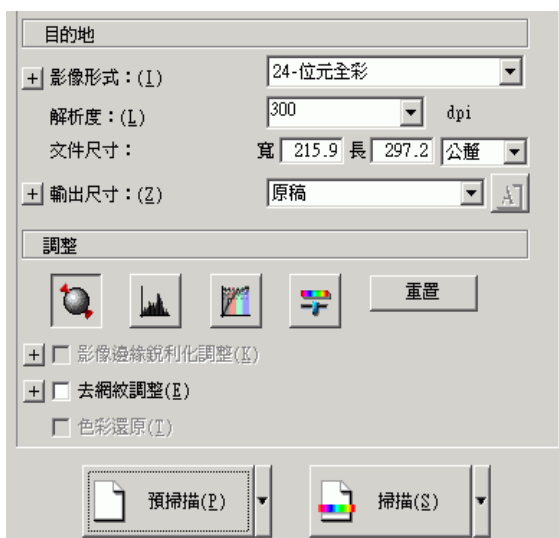 目的地
影像形式：(I) 24-位元全彩
解析度：(L) 300 dpi
文件尺寸： 寬 215.9 長 297.2 公釐
輸出尺寸：(Z) 原稿 A
調整
重置
影像邊緣銳利化調整(K)
去網紋調整(E)
色彩還原(T)
預掃描(P) 掃描(S)